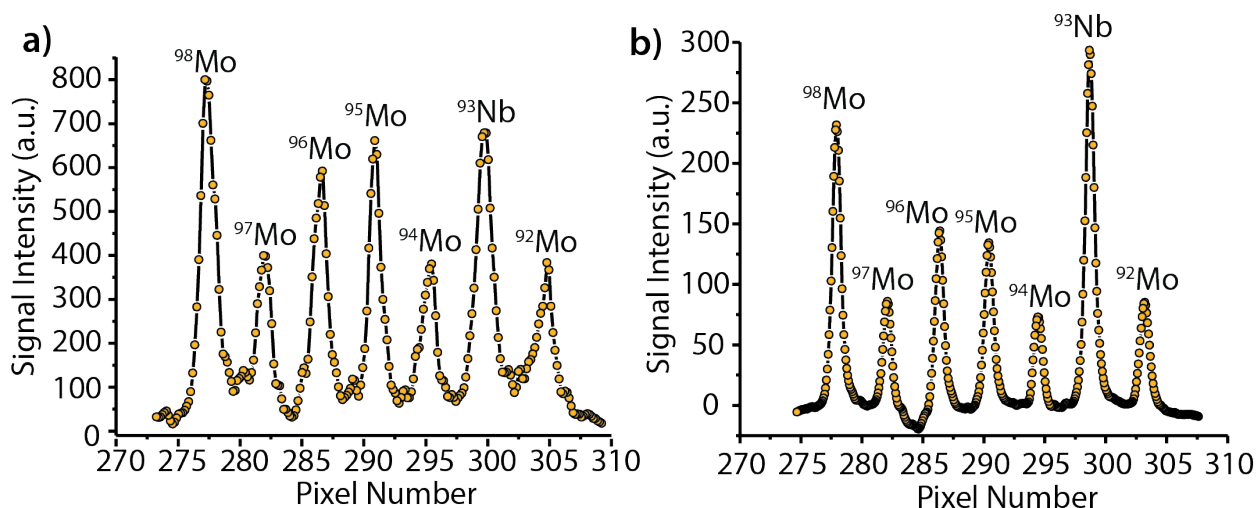 a)
Signal Intensity (a.u.)
800
700
600
500
400
300
200
100
0
⁹⁸Mo
⁹⁷Mo
⁹⁶Mo
⁹⁵Mo
⁹⁴Mo
⁹³Nb
⁹²Mo
270 275 280 285 290 295 300 305 310
Pixel Number
b)
Signal Intensity (a.u.)
300
250
200
150
100
50
0
⁹⁸Mo
⁹⁷Mo
⁹⁶Mo
⁹⁵Mo
⁹⁴Mo
⁹³Nb
⁹²Mo
270 275 280 285 290 295 300 305 310
Pixel Number